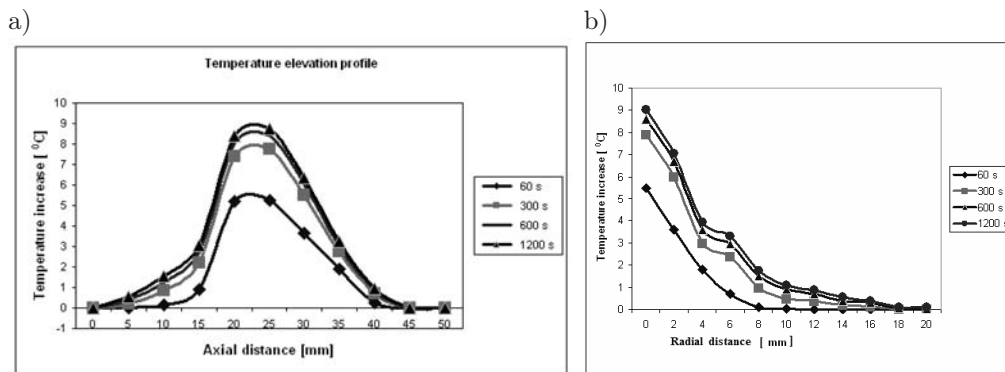 a)
b)
Temperature elevation profile
Temperature increase [ ⁰C]
10
9
8
7
6
5
4
3
2
1
0
-1
0 5 10 15 20 25 30 35 40 45 50
Axial distance [mm]
60 s
300 s
600 s
1200 s
Temperature increase [ ⁰C]
10
9
8
7
6
5
4
3
2
1
0
0 2 4 6 8 10 12 14 16 18 20
Radial distance [ mm]
60 s
300 s
600 s
1200 s